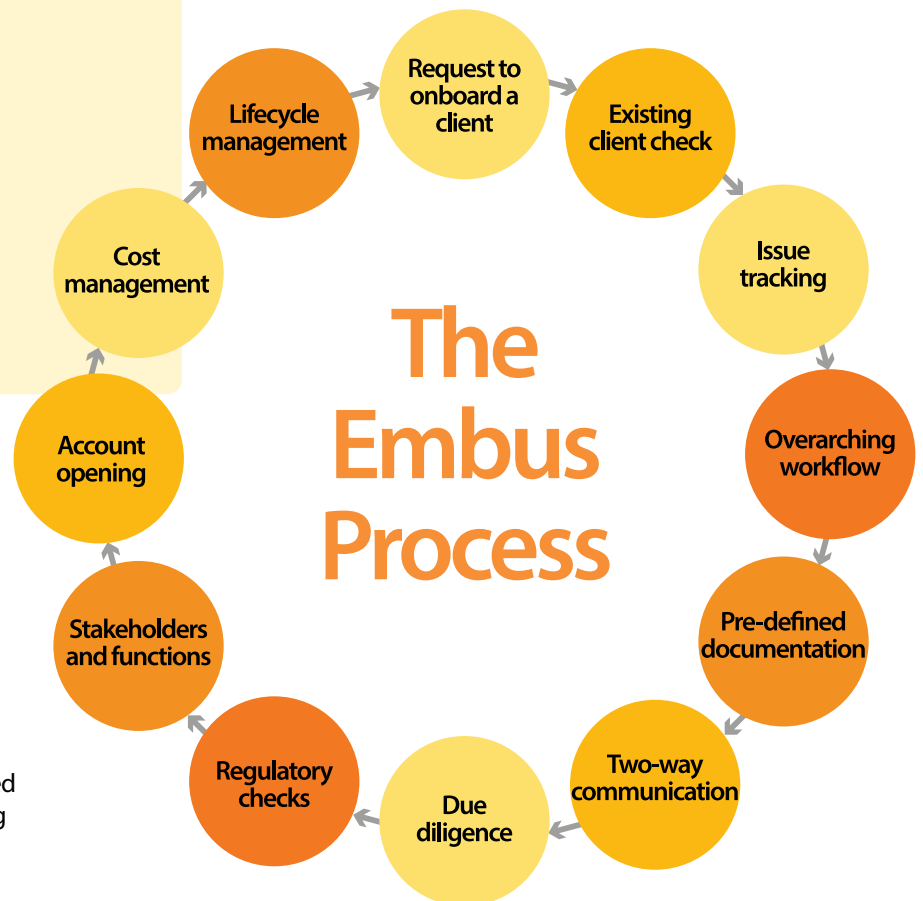 Request to
onboard a
client
Existing
client check
Issue
tracking
Overarching
workflow
Pre-defined
documentation
Two-way
communication
Due
diligence
Regulatory
checks
Stakeholders
and functions
Account
opening
Cost
management
Lifecycle
management
The
Embus
Process